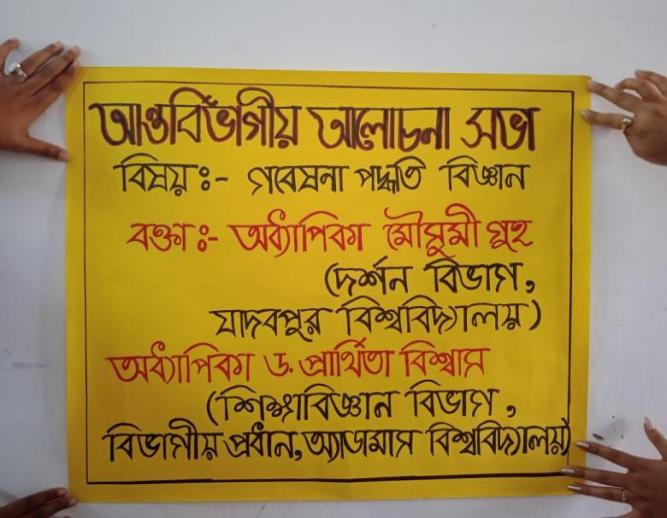 আন্তর্বিভাগীয় আলোচনা সভা
বিষয়ঃ- গবেষনা পদ্ধতি বিজ্ঞান
বক্তাঃ- অধ্যাপিকা মৌসুমী গুহ
(দর্শন বিভাগ,
যাদবপুর বিশ্ববিদ্যালয়)
অধ্যাপিকা ড. প্রার্থিতা বিশ্বাস
(শিক্ষাবিজ্ঞান বিভাগ,
বিভাগীয় প্রধান, অ্যাডামাস বিশ্ববিদ্যালয়)